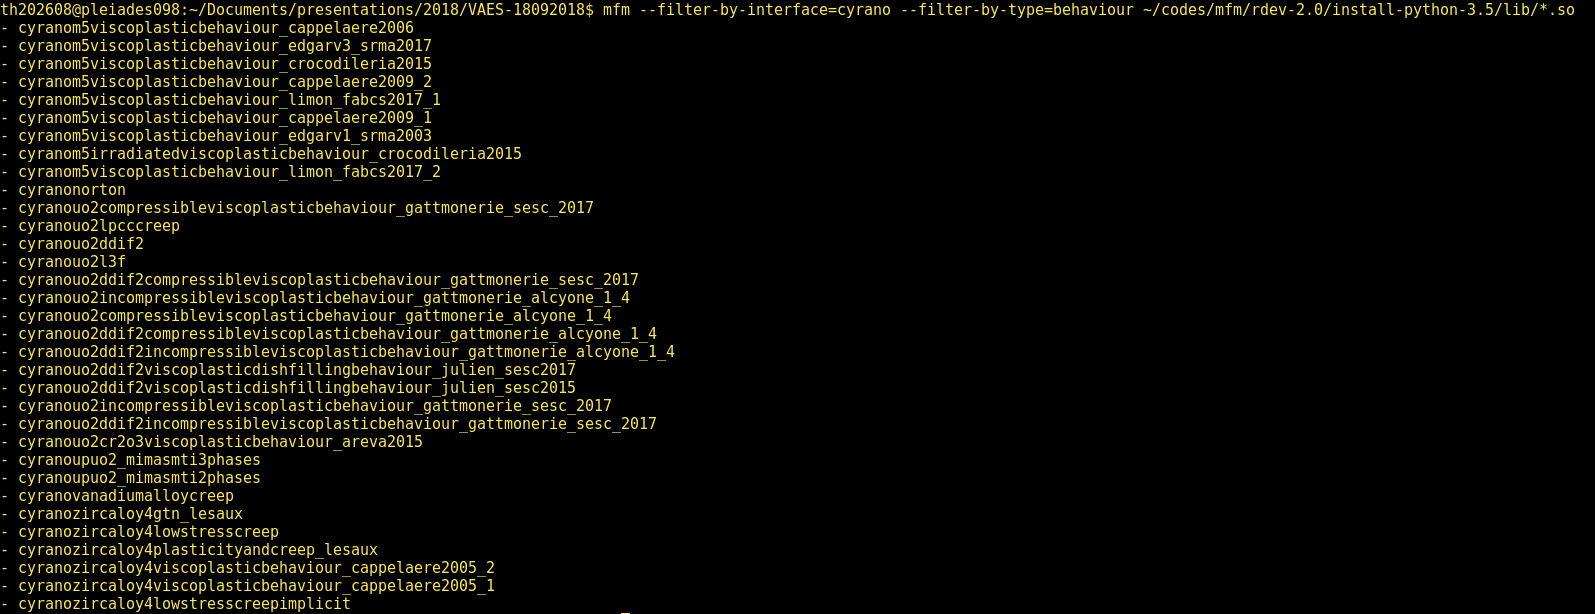 th202608@pleiades098:~/Documents/presentations/2018/VAES-18092018$ mfm --filter-by-interface=cyrano --filter-by-type=behaviour ~/codes/mfm/rdev-2.0/install-python-3.5/lib/*.so
- cyranom5viscoplasticbehaviour_cappelaere2006
- cyranom5viscoplasticbehaviour_edgarv3_srma2017
- cyranom5viscoplasticbehaviour_crocodileria2015
- cyranom5viscoplasticbehaviour_cappelaere2009_2
- cyranom5viscoplasticbehaviour_limon_fabcs2017_1
- cyranom5viscoplasticbehaviour_cappelaere2009_1
- cyranom5viscoplasticbehaviour_edgarv1_srma2003
- cyranom5irradiatedviscoplasticbehaviour_crocodileria2015
- cyranom5viscoplasticbehaviour_limon_fabcs2017_2
- cyranonorton
- cyranouo2compressibleviscoplasticbehaviour_gattmonerie_sesc_2017
- cyranouo2lpcccreep
- cyranouo2ddif2
- cyranouo2l3f
- cyranouo2ddif2compressibleviscoplasticbehaviour_gattmonerie_sesc_2017
- cyranouo2incompressibleviscoplasticbehaviour_gattmonerie_alcyone_1_4
- cyranouo2compressibleviscoplasticbehaviour_gattmonerie_alcyone_1_4
- cyranouo2ddif2compressibleviscoplasticbehaviour_gattmonerie_alcyone_1_4
- cyranouo2ddif2incompressibleviscoplasticbehaviour_gattmonerie_alcyone_1_4
- cyranouo2ddif2viscoplasticdishfillingbehaviour_julien_sesc2017
- cyranouo2ddif2viscoplasticdishfillingbehaviour_julien_sesc2015
- cyranouo2incompressibleviscoplasticbehaviour_gattmonerie_sesc_2017
- cyranouo2ddif2incompressibleviscoplasticbehaviour_gattmonerie_sesc_2017
- cyranouo2cr2o3viscoplasticbehaviour_areva2015
- cyranoupuo2_mimasmti3phases
- cyranoupuo2_mimasmti2phases
- cyranovanadiumalloycreep
- cyranozircaloy4gtn_lesaux
- cyranozircaloy4lowstresscreep
- cyranozircaloy4plasticityandcreep_lesaux
- cyranozircaloy4viscoplasticbehaviour_cappelaere2005_2
- cyranozircaloy4viscoplasticbehaviour_cappelaere2005_1
- cyranozircaloy4lowstresscreepimplicit